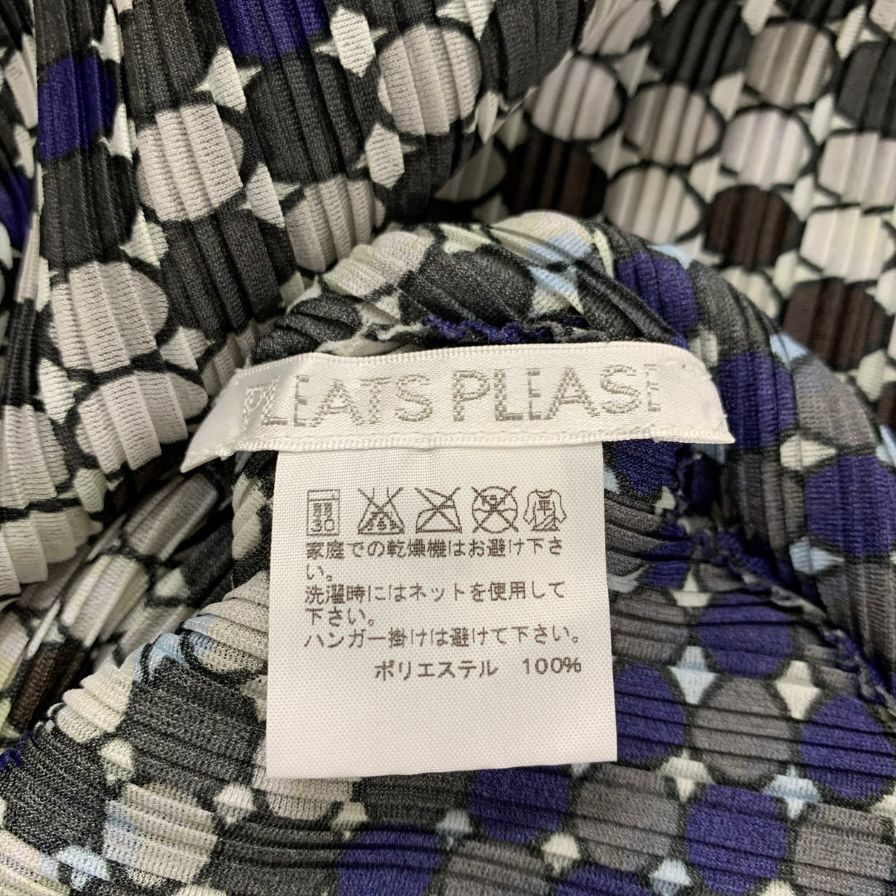 PLEATS PLEASE
弱
30
家庭での乾燥機はお避け下さ
い。
洗濯時にはネットを使用して
下さい。
ハンガー掛けは避けて下さい。
ポリエステル 100%